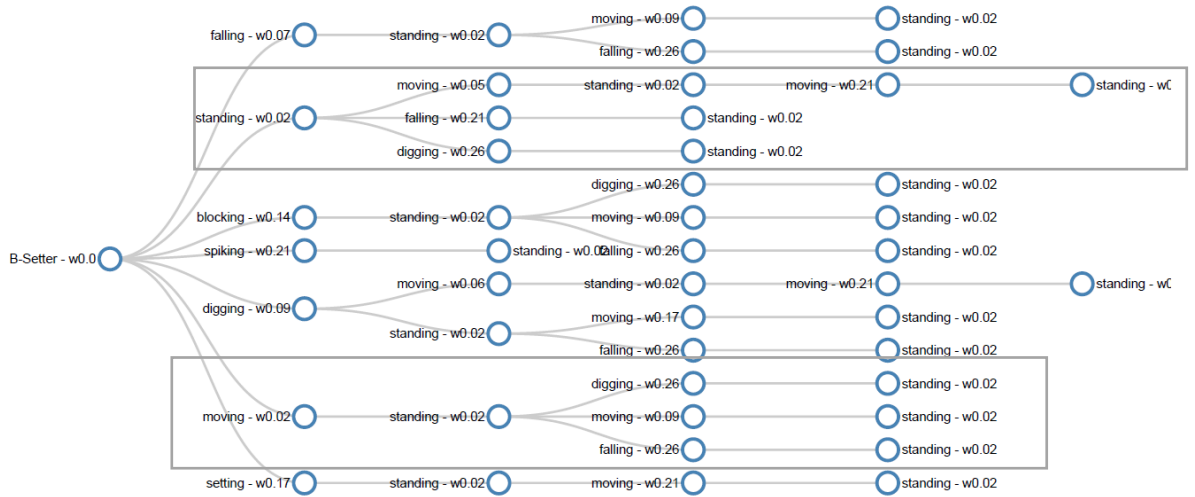 moving - w0.09 standing - w0.02
falling - w0.07 standing - w0.02
falling - w0.26 standing - w0.02
moving - w0.05 standing - w0.02 moving - w0.21 standing - w0
standing - w0.02 falling - w0.21 standing - w0.02
digging - w0.26 standing - w0.02
digging - w0.26 standing - w0.02
blocking - w0.14 standing - w0.02 moving - w0.09 standing - w0.02
spiking - w0.21 standing - w0.02 falling - w0.26 standing - w0.02
B-Setter - w0.0
moving - w0.06 standing - w0.02 moving - w0.21 standing - w0
digging - w0.09 moving - w0.17 standing - w0.02
standing - w0.02
falling - w0.26 standing - w0.02
digging - w0.26 standing - w0.02
moving - w0.02 standing - w0.02 moving - w0.09 standing - w0.02
falling - w0.26 standing - w0.02
setting - w0.17 standing - w0.02 moving - w0.21 standing - w0.02